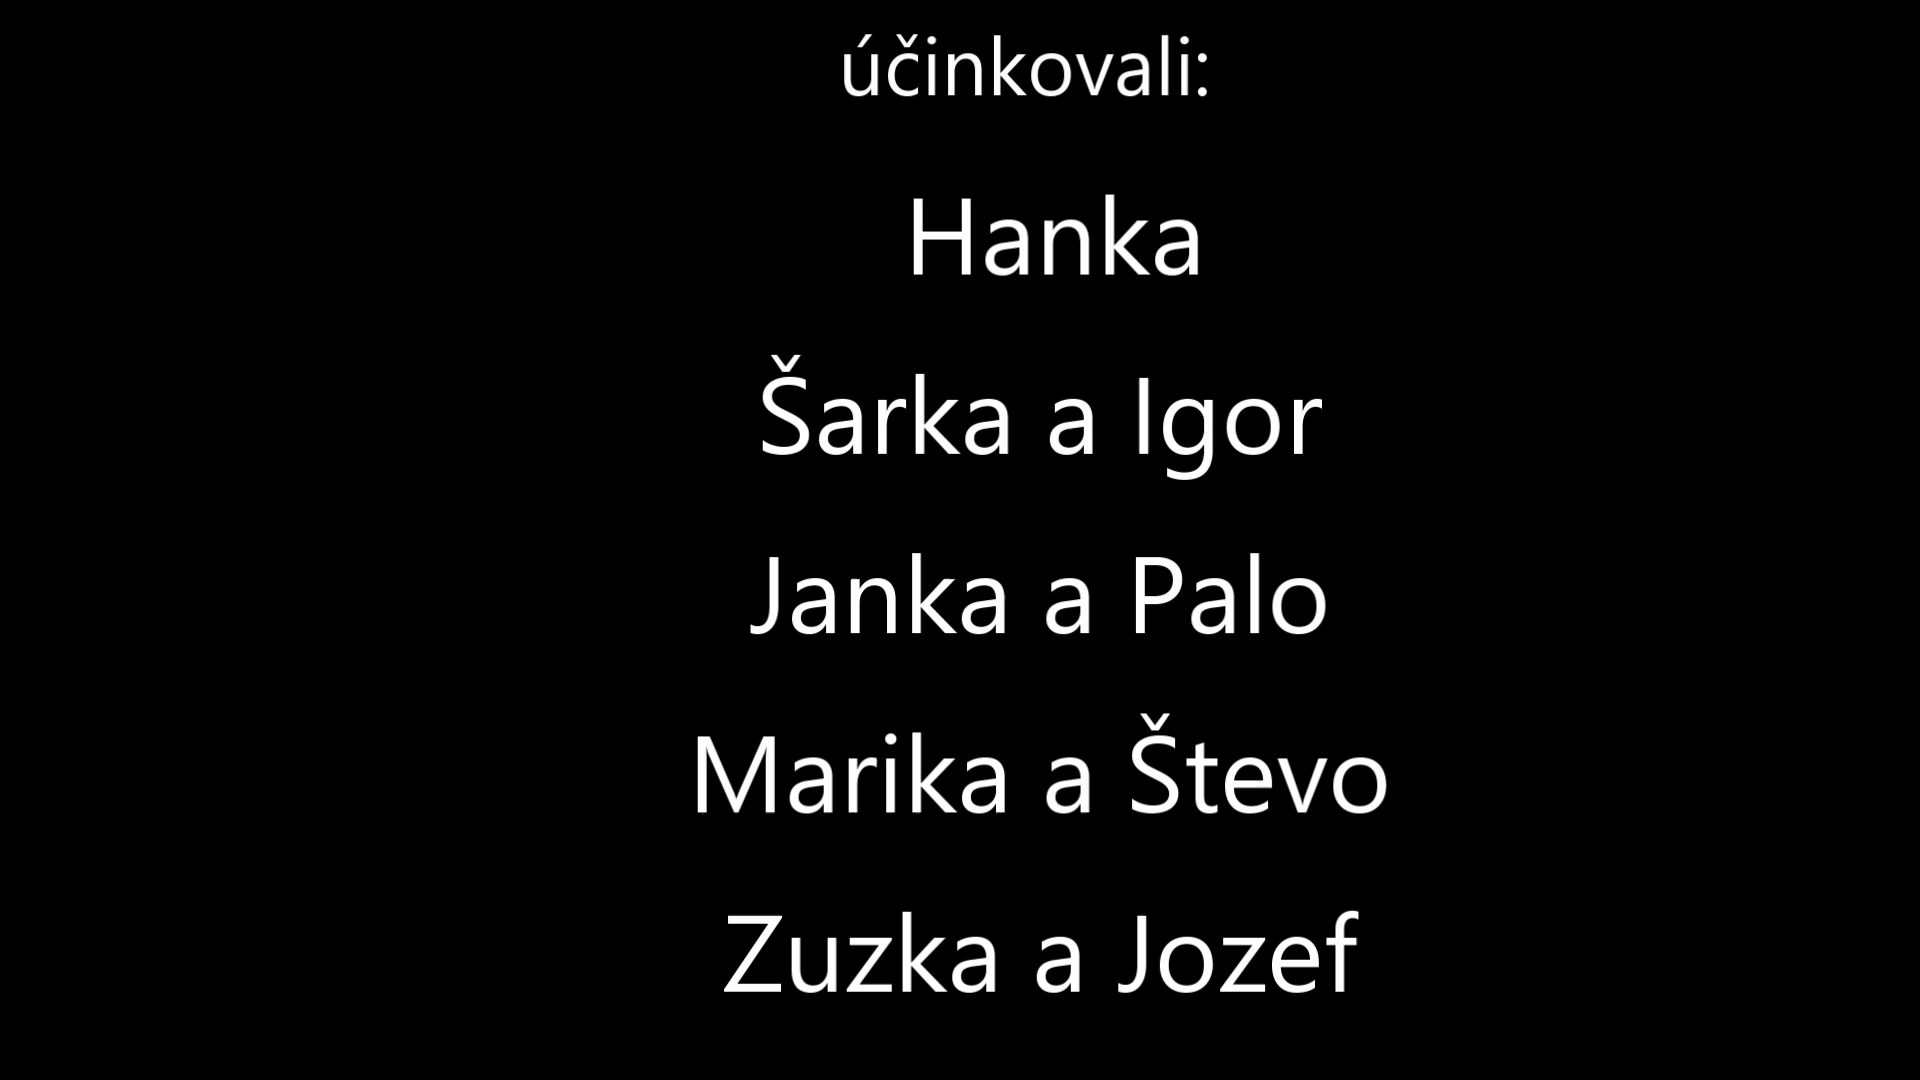 účinkovali:
Hanka
Šarka a Igor
Janka a Palo
Marika a Števo
Zuzka a Jozef